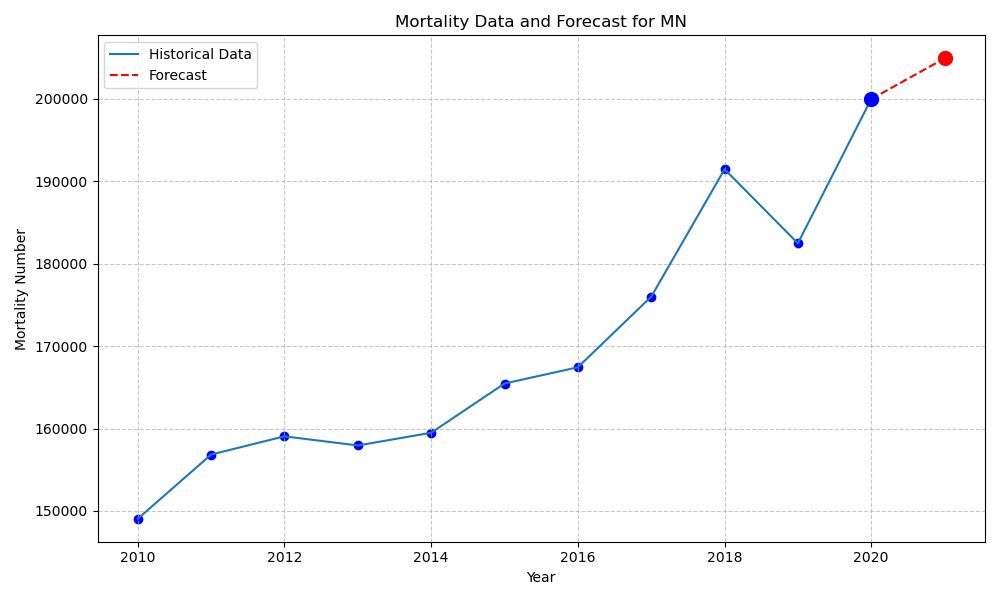 Mortality Data and Forecast for MN
Historical Data
Forecast
200000
190000
180000
170000
160000
150000
Mortality Number
2010 2012 2014 2016 2018 2020
Year